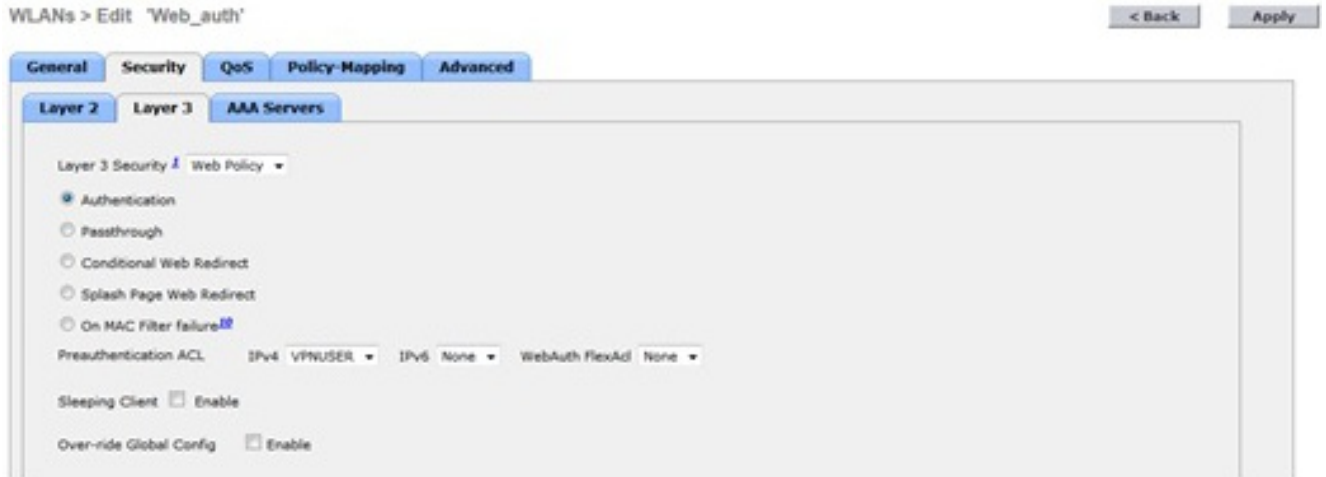 WLANs > Edit 'Web_auth'
< Back
Apply
General
Security
QoS
Policy-Mapping
Advanced
Layer 2
Layer 3
AAA Servers
Layer 3 Security 1 Web Policy
Authentication
Passthrough
Conditional Web Redirect
Splash Page Web Redirect
On MAC Filter failure10
Preauthentication ACL IPv4 VPNUSER IPv6 None WebAuth FlexAcl None
Sleeping Client Enable
Over-ride Global Config Enable